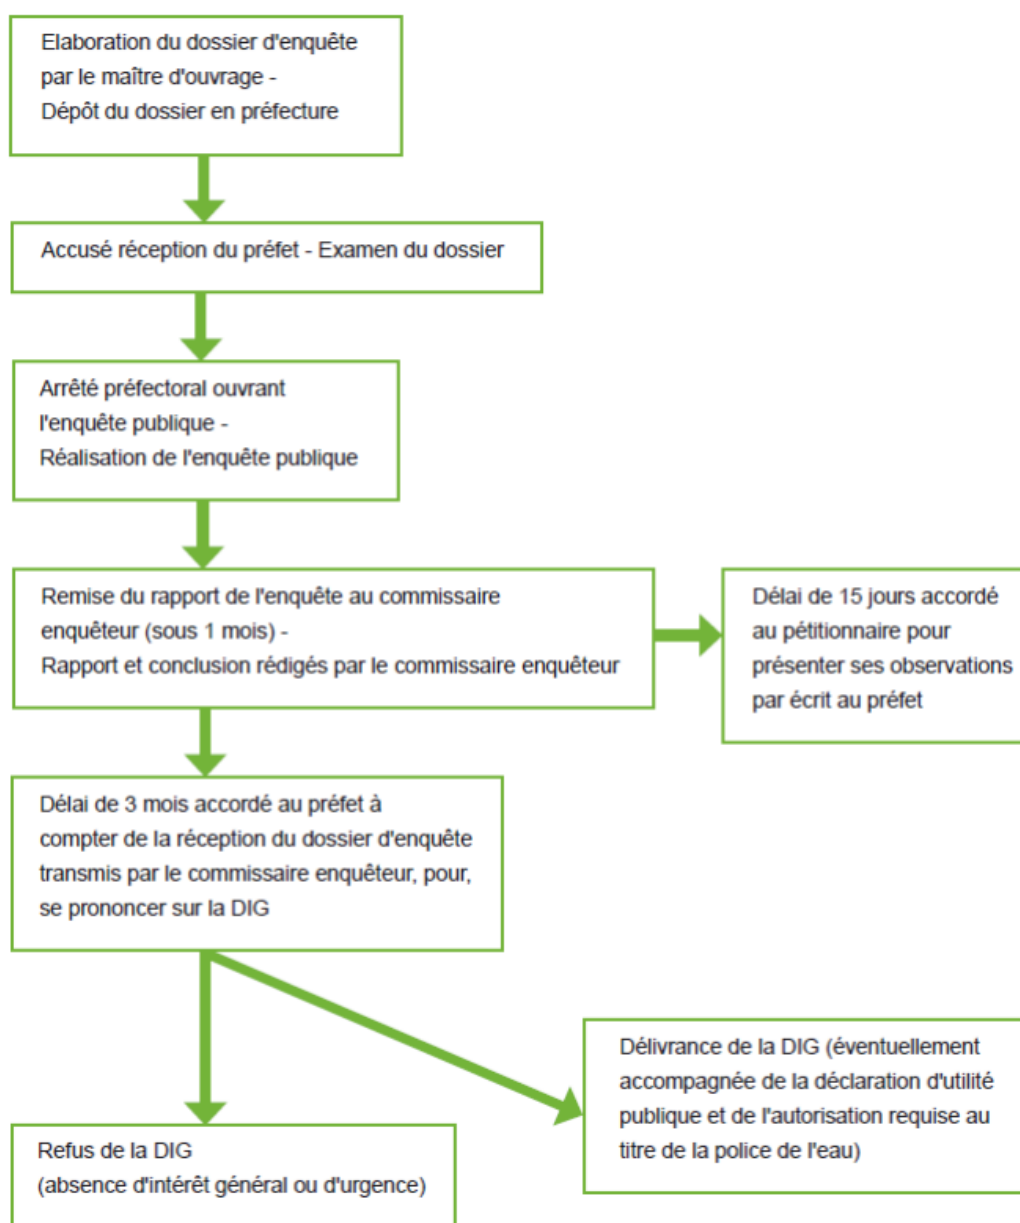 Elaboration du dossier d'enquête
par le maître d'ouvrage -
Dépôt du dossier en préfecture
Accusé réception du préfet - Examen du dossier
Arrêté préfectoral ouvrant
l'enquête publique -
Réalisation de l'enquête publique
Remise du rapport de l'enquête au commissaire
enquêteur (sous 1 mois) -
Rapport et conclusion rédigés par le commissaire enquêteur
Délai de 15 jours accordé
au pétitionnaire pour
présenter ses observations
par écrit au préfet
Délai de 3 mois accordé au préfet à
compter de la réception du dossier d'enquête
transmis par le commissaire enquêteur, pour,
se prononcer sur la DIG
Délivrance de la DIG (éventuellement
accompagnée de la déclaration d'utilité
publique et de l'autorisation requise au
titre de la police de l'eau)
Refus de la DIG
(absence d'intérêt général ou d'urgence)